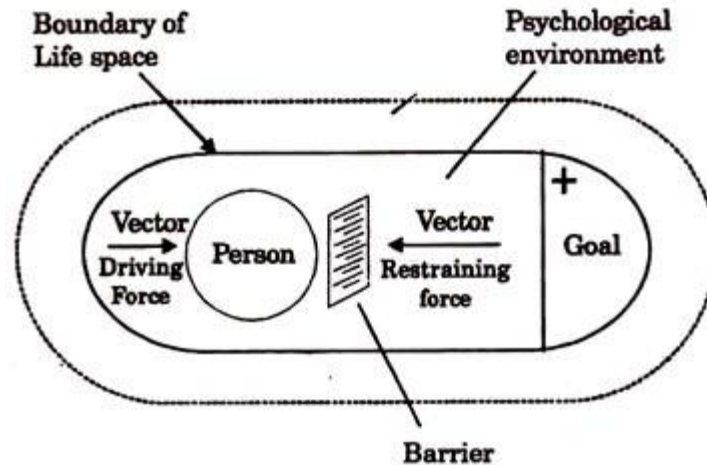 Boundary of
Life space
Psychological
environment
Vector
Driving
Force
Person
Vector
Restraining
force
+
Goal
Barrier